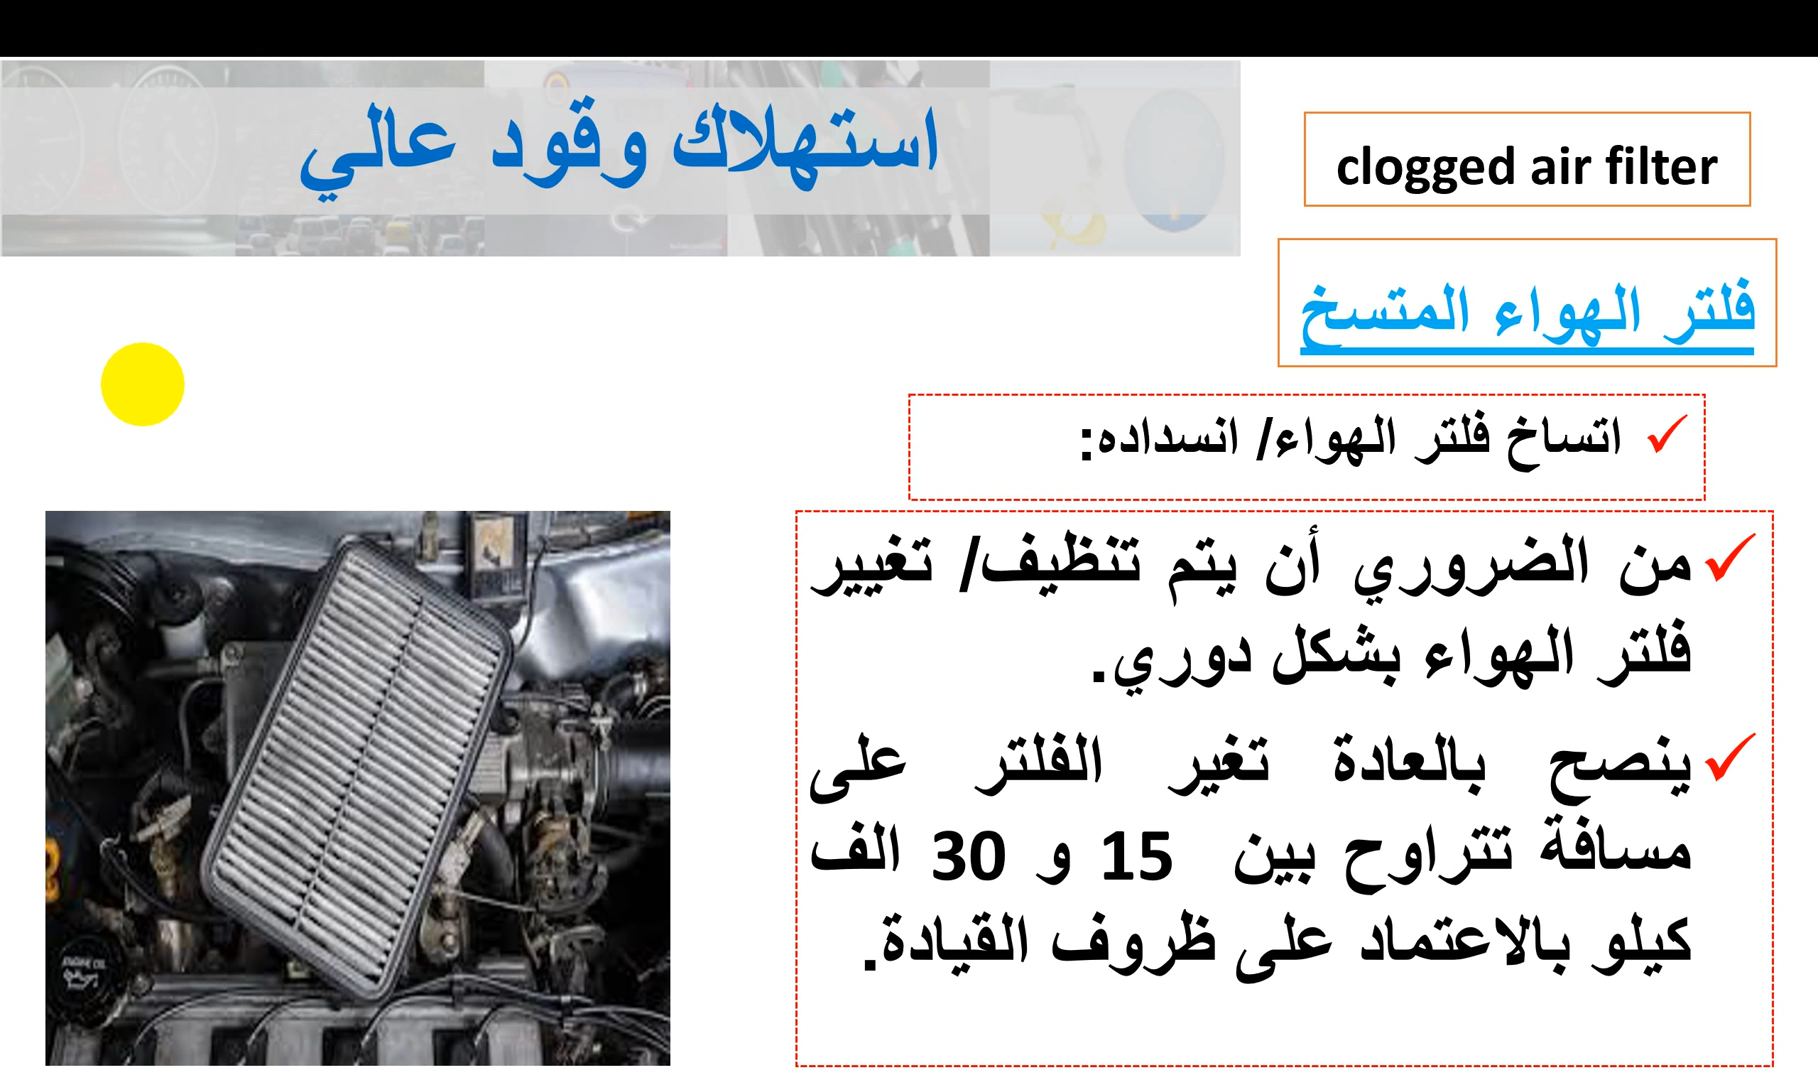 استهلاك وقود عالي
clogged air filter
فلتر الهواء المتسخ
✓ اتساخ فلتر الهواء/ انسداده:
✓ من الضروري أن يتم تنظيف/ تغيير
فلتر الهواء بشكل دوري.
✓ ينصح بالعادة تغير الفلتر على
مسافة تتراوح بين 15 و 30 الف
كيلو بالاعتماد على ظروف القيادة.
ENGINE OIL